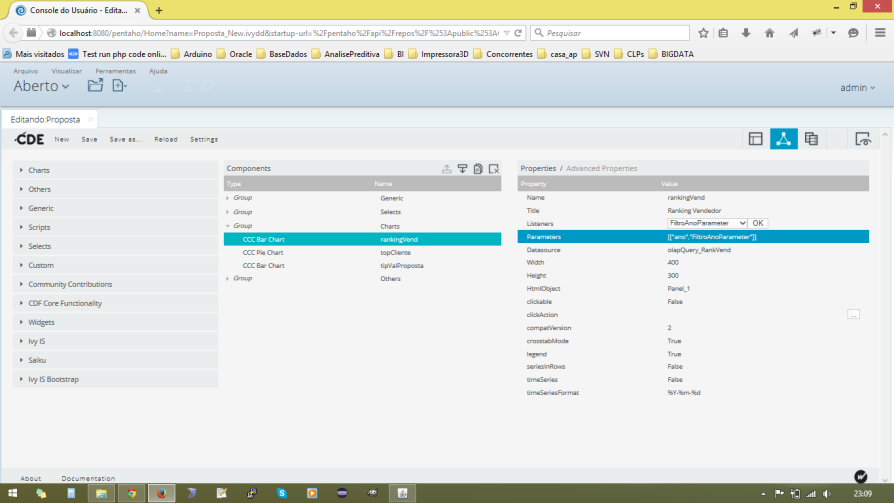 Console do Usuário - Edita...
localhost:8080/pentaho/Home?name=Proposta_New.ivydd&startup-url=%2Fpentaho%2Fapi%2Frepos%2F%253Apublic%253A
Pesquisar
Mais visitados Test run php code onli... Arduino Oracle BaseDados AnalisePreditiva BI Impressora3D Concorrentes casa_ap SVN CLPs BIGDATA
Arquivo Visualizar Ferramentas Ajuda
Aberto
admin
Editando:Proposta
CDE New Save Save as... Reload Settings
Charts
Others
Generic
Scripts
Selects
Custom
Community Contributions
CDF Core Functionality
Widgets
Ivy IS
Saiku
Ivy IS Bootstrap
Components
Type Name
Group Generic
Group Selects
Group Charts
CCC Bar Chart rankingVend
CCC Pie Chart topCliente
CCC Bar Chart tipValProposta
Group Others
Properties / Advanced Properties
Property Value
Name rankingVend
Title Ranking Vendedor
Listeners FiltroAnoParameter OK
Parameters [["ano","FiltroAnoParameter"]]
Datasource olapQuery_RankVend
Width 400
Height 300
HtmlObject Panel_1
clickable False
clickAction ...
compatVersion 2
crosstabMode True
legend True
seriesInRows False
timeSeries False
timeSeriesFormat %Y-%m-%d
About Documentation
23:09